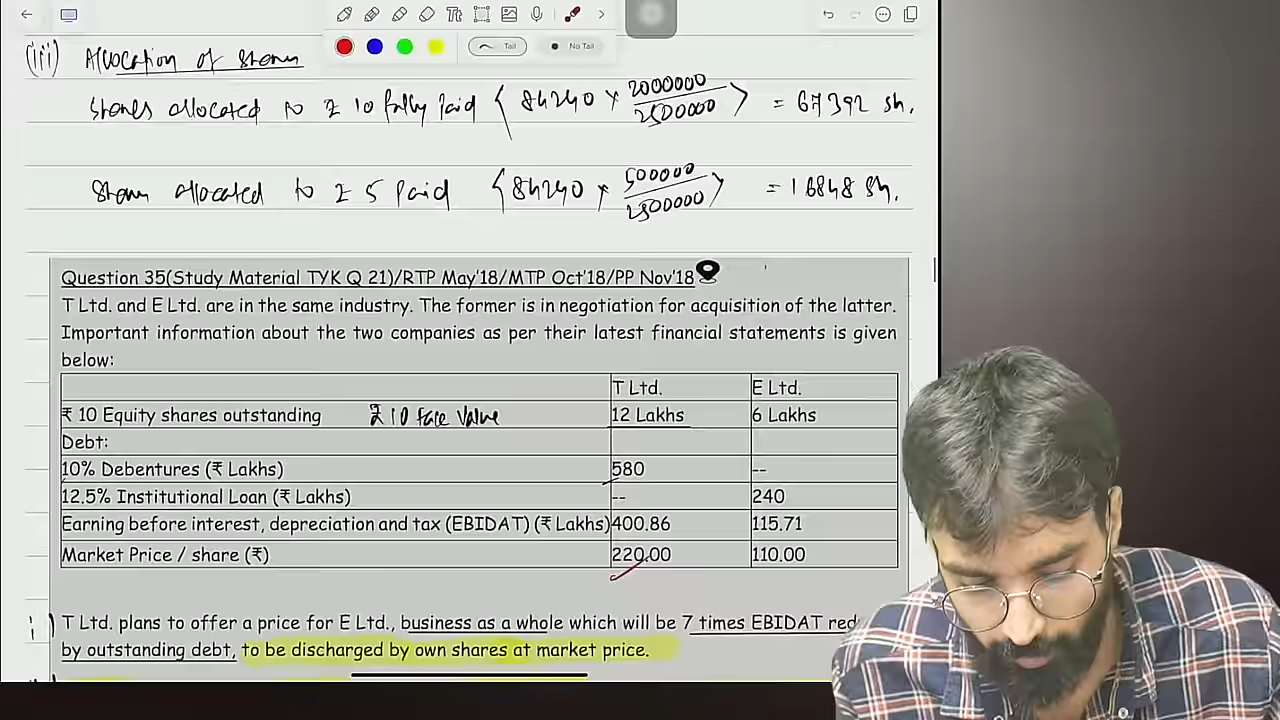 Tt
Tail
No Tail
(iii) Allocation of Shares
Shares allocated to ₹ 10 fully paid { 84240 × 2000000/2500000 } = 67392 sh.
Shares allocated to ₹ 5 Paid { 84240 × 500000/2500000 } = 16848 sh.
Question 35(Study Material TYK Q 21)/RTP May'18/MTP Oct'18/PP Nov'18
T Ltd. and E Ltd. are in the same industry. The former is in negotiation for acquisition of the latter.
Important information about the two companies as per their latest financial statements is given
below:
T Ltd. E Ltd.
₹ 10 Equity shares outstanding ₹ 10 face value 12 Lakhs 6 Lakhs
Debt:
10% Debentures (₹ Lakhs) 580 --
12.5% Institutional Loan (₹ Lakhs) -- 240
Earning before interest, depreciation and tax (EBIDAT) (₹ Lakhs) 400.86 115.71
Market Price / share (₹) 220.00 110.00
i) T Ltd. plans to offer a price for E Ltd., business as a whole which will be 7 times EBIDAT red
by outstanding debt, to be discharged by own shares at market price.